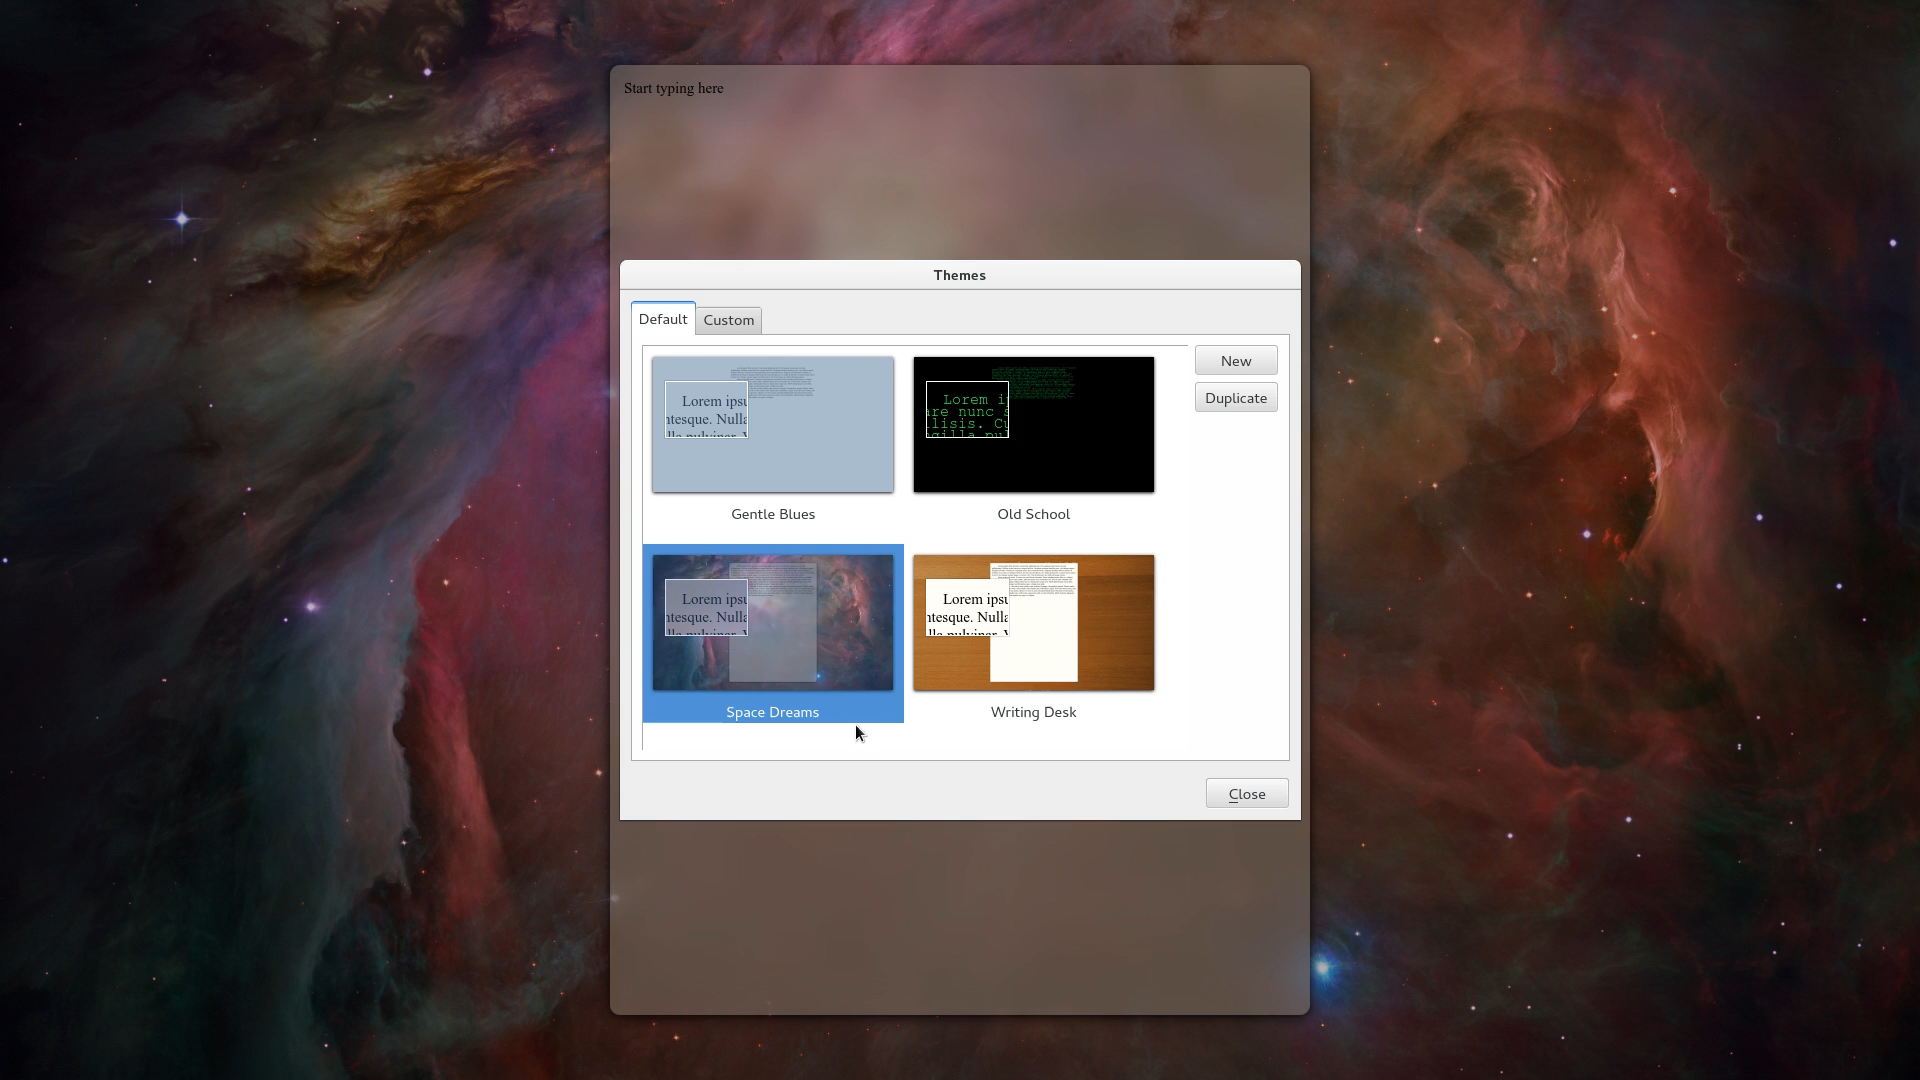 Start typing here
Themes
Default Custom
New
Duplicate
Lorem ipsu
ntesque. Nulla
Lorem ip
are nunc s
lisis. Cu
Gentle Blues Old School
Lorem ipsu
ntesque. Nulla
Lorem ipsu
ntesque. Nulla
Space Dreams Writing Desk
Close